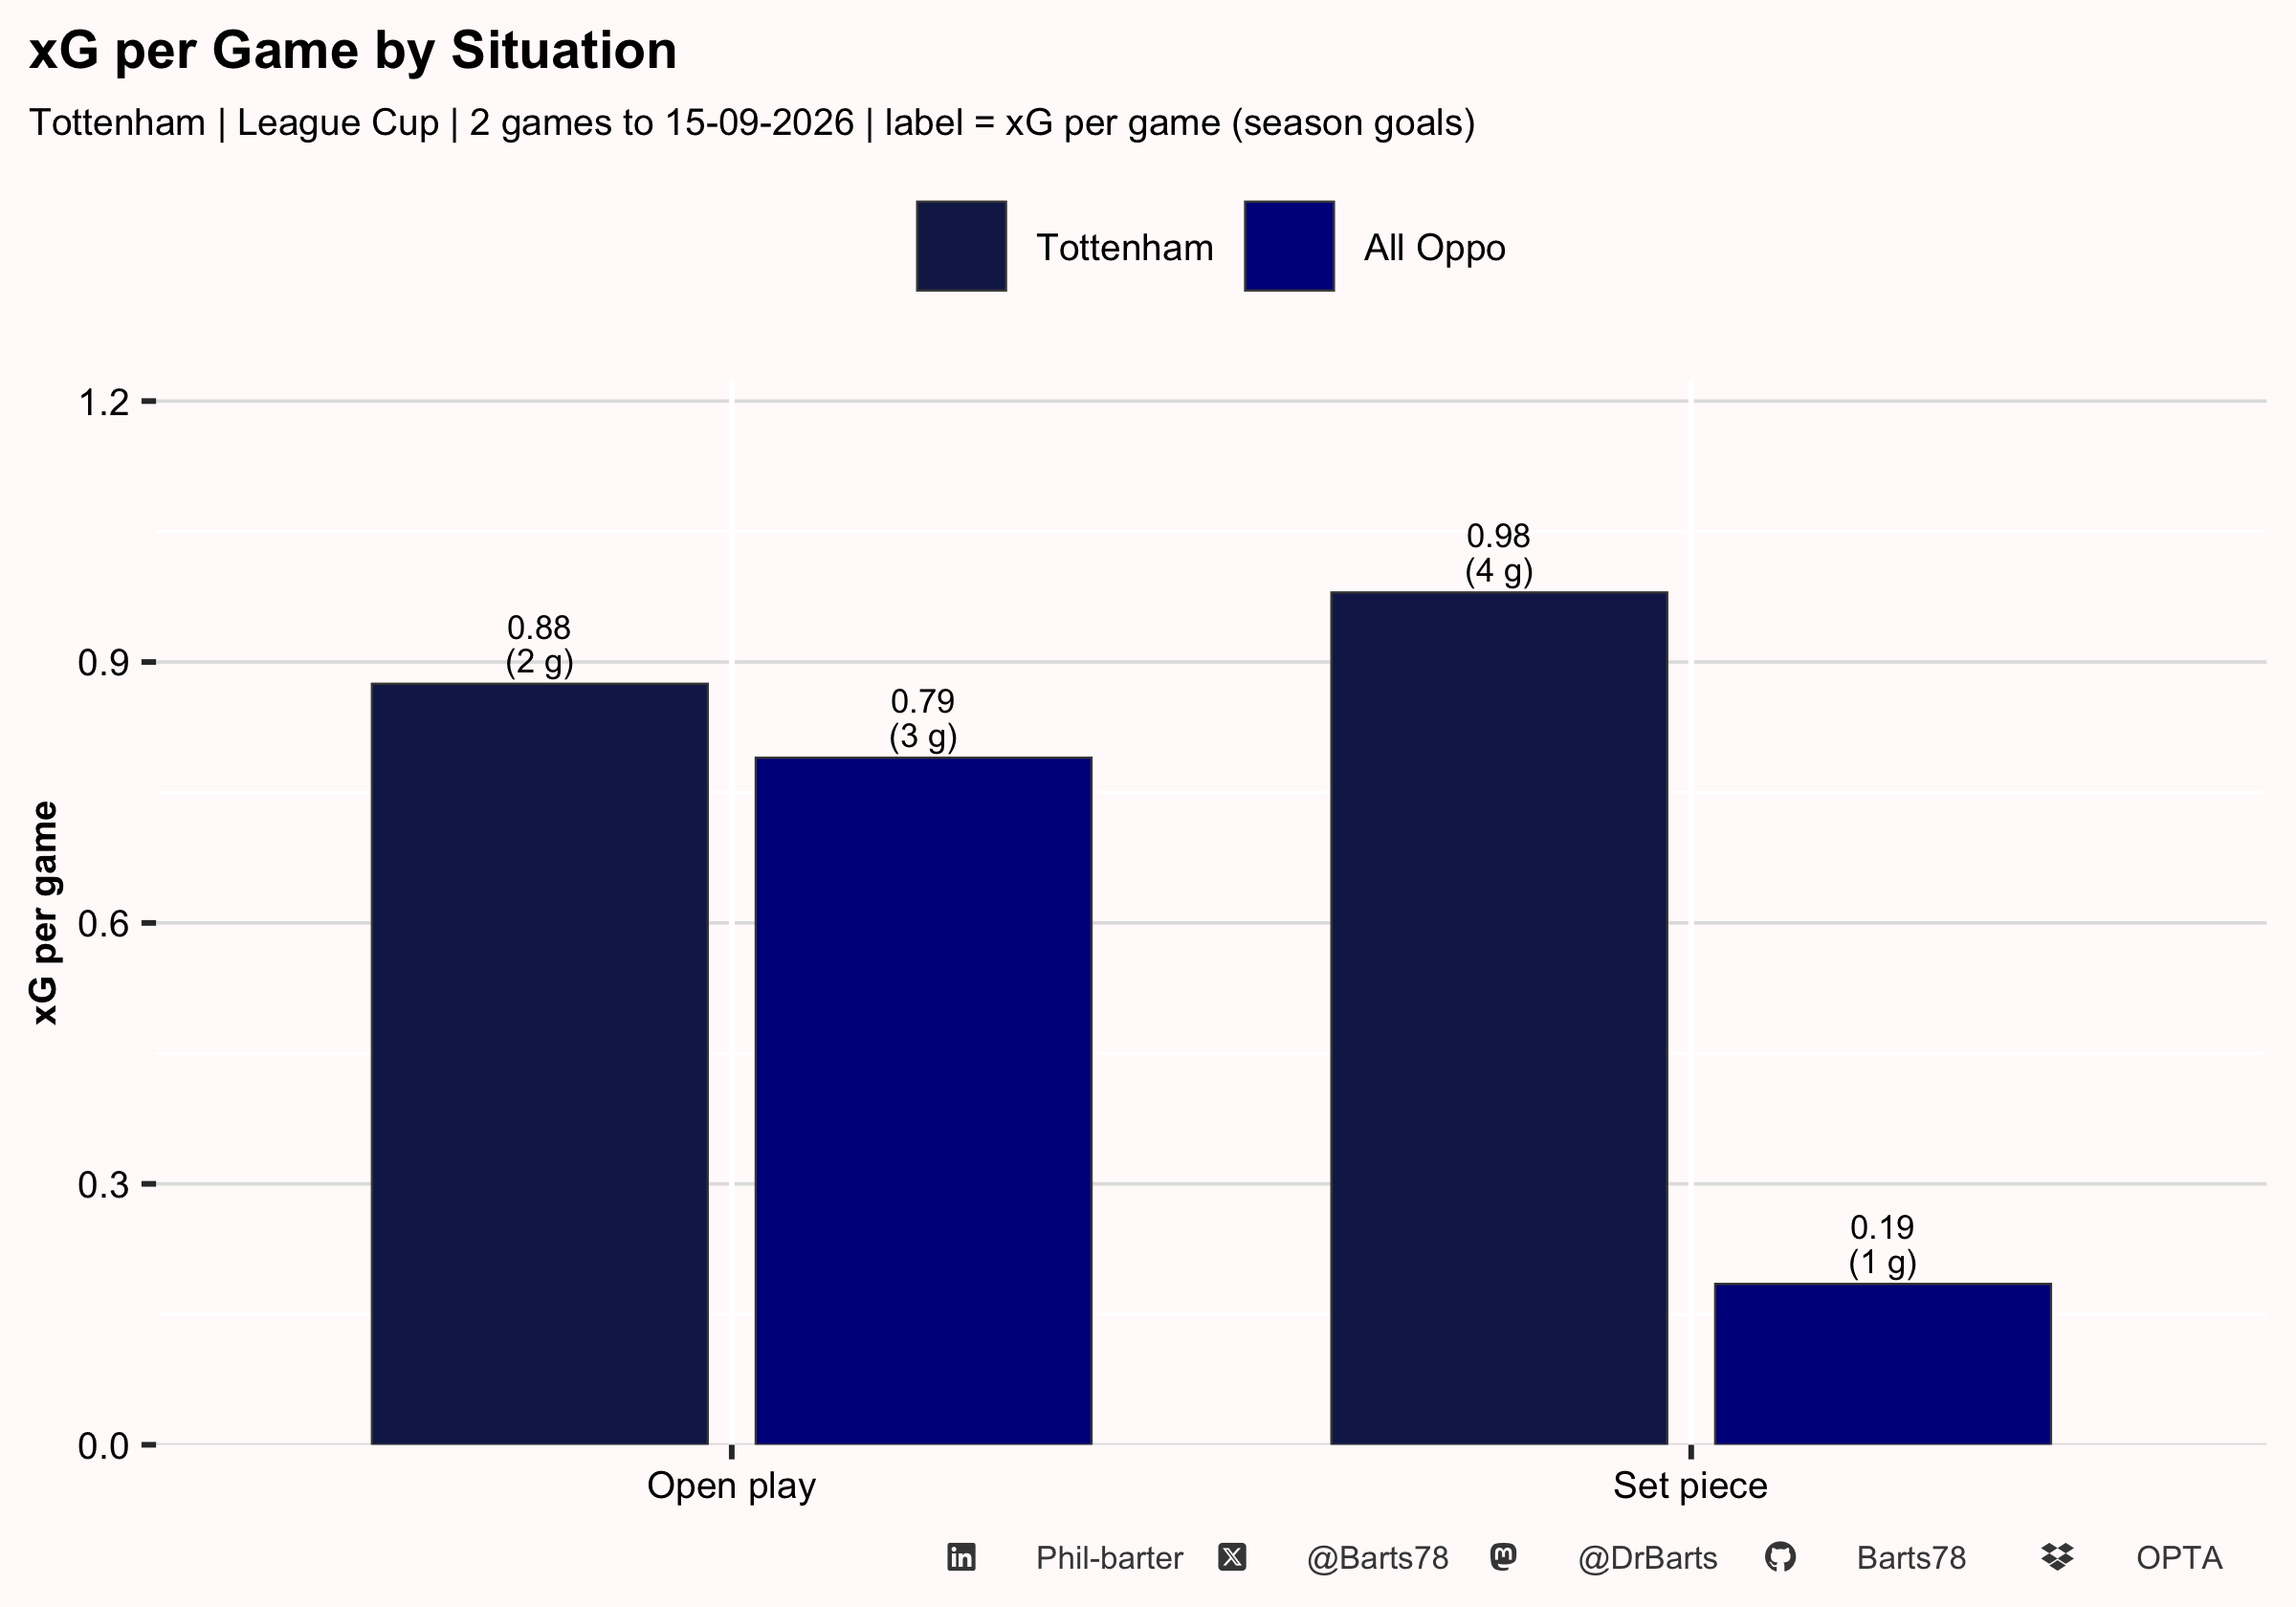 xG per Game by Situation
Tottenham | League Cup | 2 games to 15-09-2026 | label = xG per game (season goals)
Tottenham
All Oppo
xG per game
1.2
0.9
0.6
0.3
0.0
0.88
(2 g)
0.79
(3 g)
0.98
(4 g)
0.19
(1 g)
Open play
Set piece
Phil-barter @Barts78 @DrBarts Barts78 OPTA